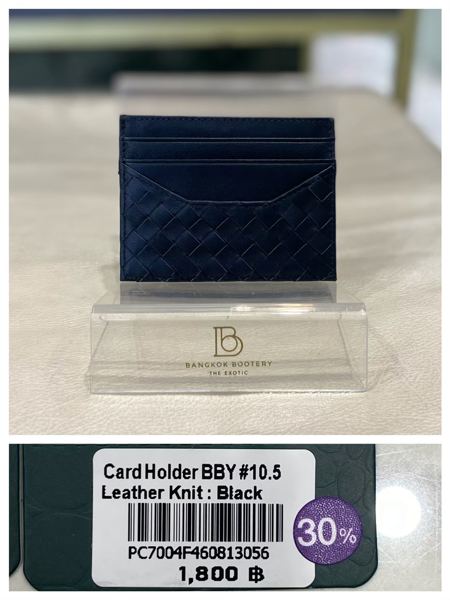 B
BANGKOK BOOTERY
THE EXOTIC
Card Holder BBY #10.5
Leather Knit : Black
30%
PC7004F460813056
1,800 ฿